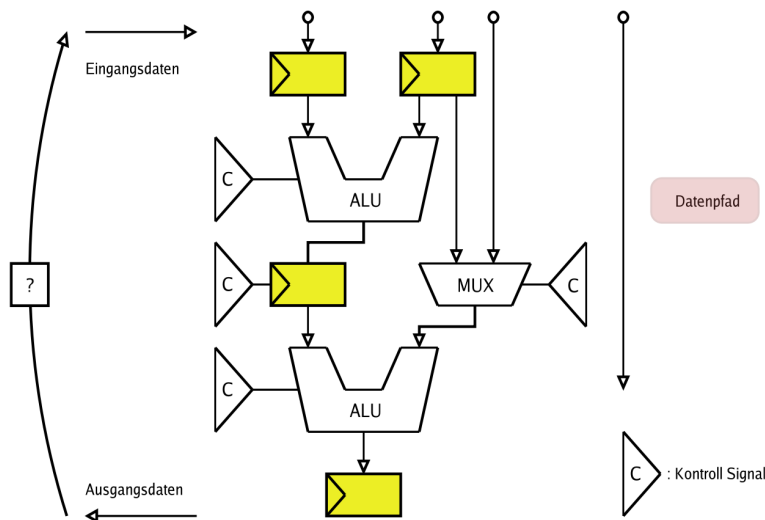 Eingangsdaten
C
ALU
Datenpfad
?
C
MUX
C
C
ALU
Ausgangsdaten
C : Kontroll Signal